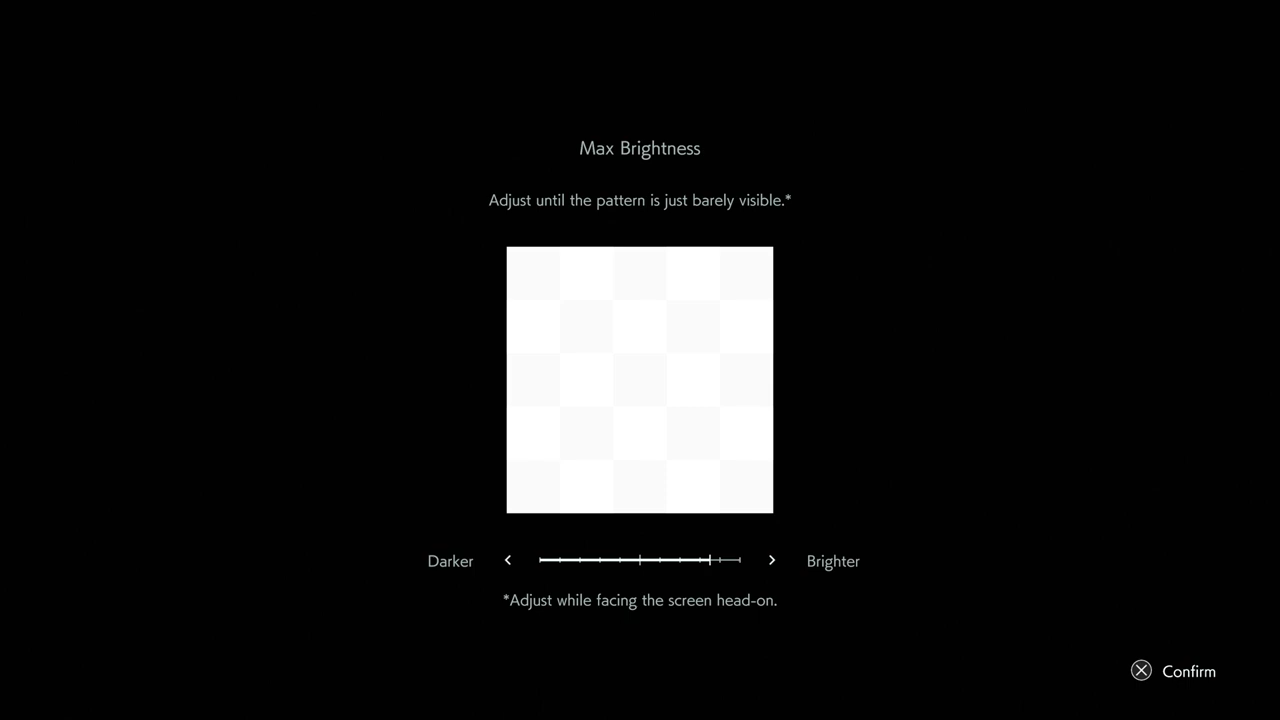 Max Brightness
Adjust until the pattern is just barely visible.*
Darker
Brighter
*Adjust while facing the screen head-on.
Confirm